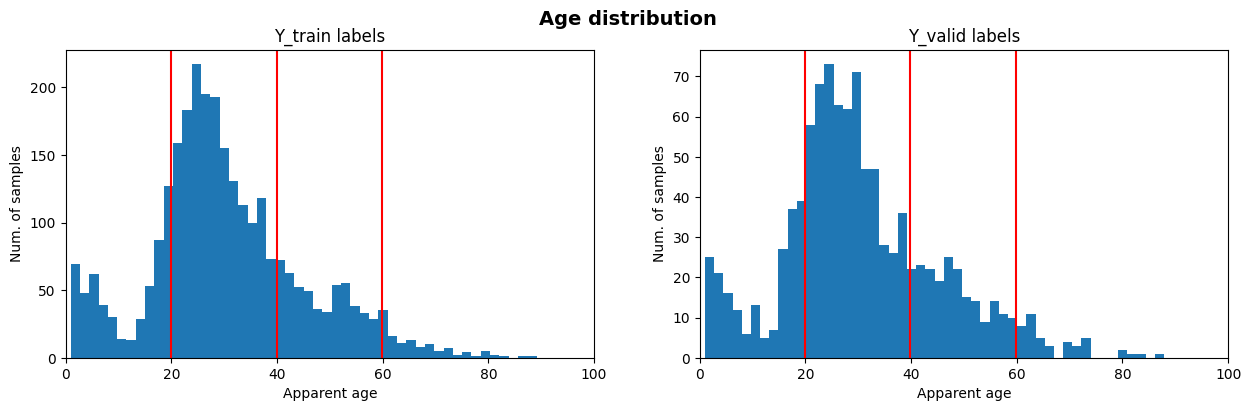 Age distribution
Y_train labels
Y_valid labels
Num. of samples
200
150
100
50
0
0 20 40 60 80 100
Apparent age
Num. of samples
70
60
50
40
30
20
10
0
0 20 40 60 80 100
Apparent age